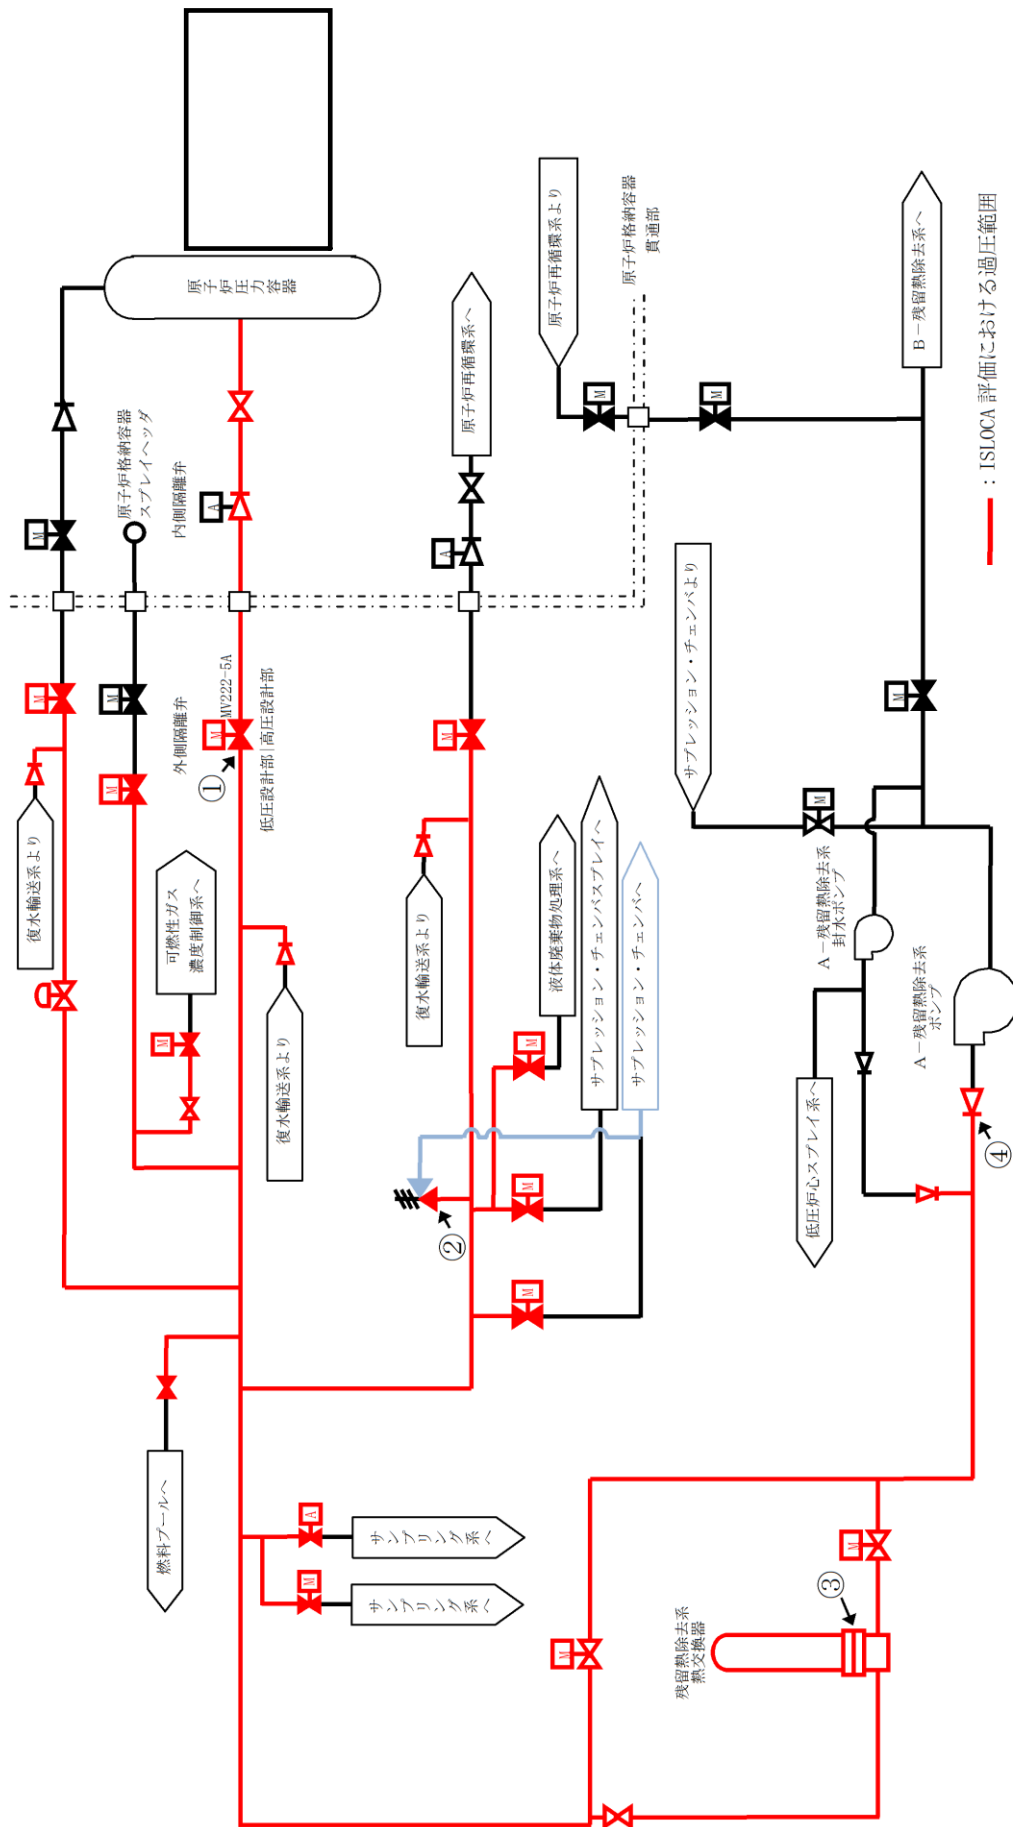 原子炉圧力容器
原子炉格納容器
スプレイヘッダ
内側隔離弁
A
M
原子炉再循環系へ
A
原子炉再循環系より
原子炉格納容器
貫通部
M
M
B－残留熱除去系へ
：ISLOCA 評価における過圧範囲
M
M
M
外側隔離弁
M
MV222-5A
①
低圧設計部｜高圧設計部
M
復水輸送系より
可燃性ガス
濃度制御系へ
M
復水輸送系より
復水輸送系より
液体廃棄物処理系へ
サプレッション・チェンバスプレイへ
サプレッション・チェンバへ
M
M
M
②
サプレッション・チェンバより
M
M
A－残留熱除去系
封水ポンプ
A－残留熱除去系
ポンプ
低圧炉心スプレイ系へ
④
燃料プールへ
A
サンプリング系へ
M
サンプリング系へ
M
M
③
残留熱除去系
熱交換器